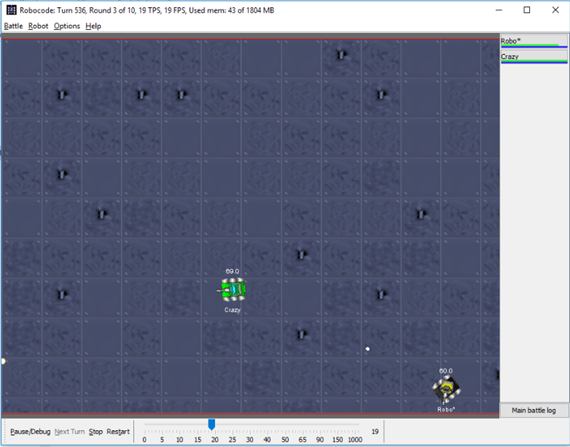 Robocode: Turn 536, Round 3 of 10, 19 TPS, 19 FPS, Used mem: 43 of 1804 MB
Battle Robot Options Help
Robo*
Crazy
69.0
Crazy
60.0
Robo*
Main battle log
Pause/Debug Next Turn Stop Restart
0 5 10 15 20 25 30 40 50 65 90 150 1000
19